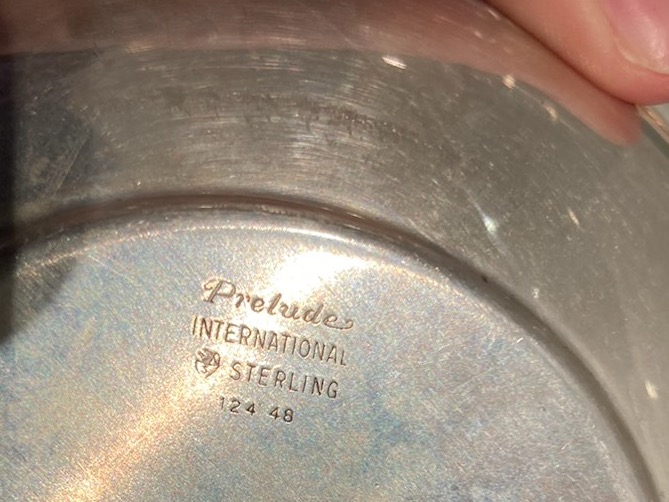 Prelude
INTERNATIONAL
STERLING
124 48